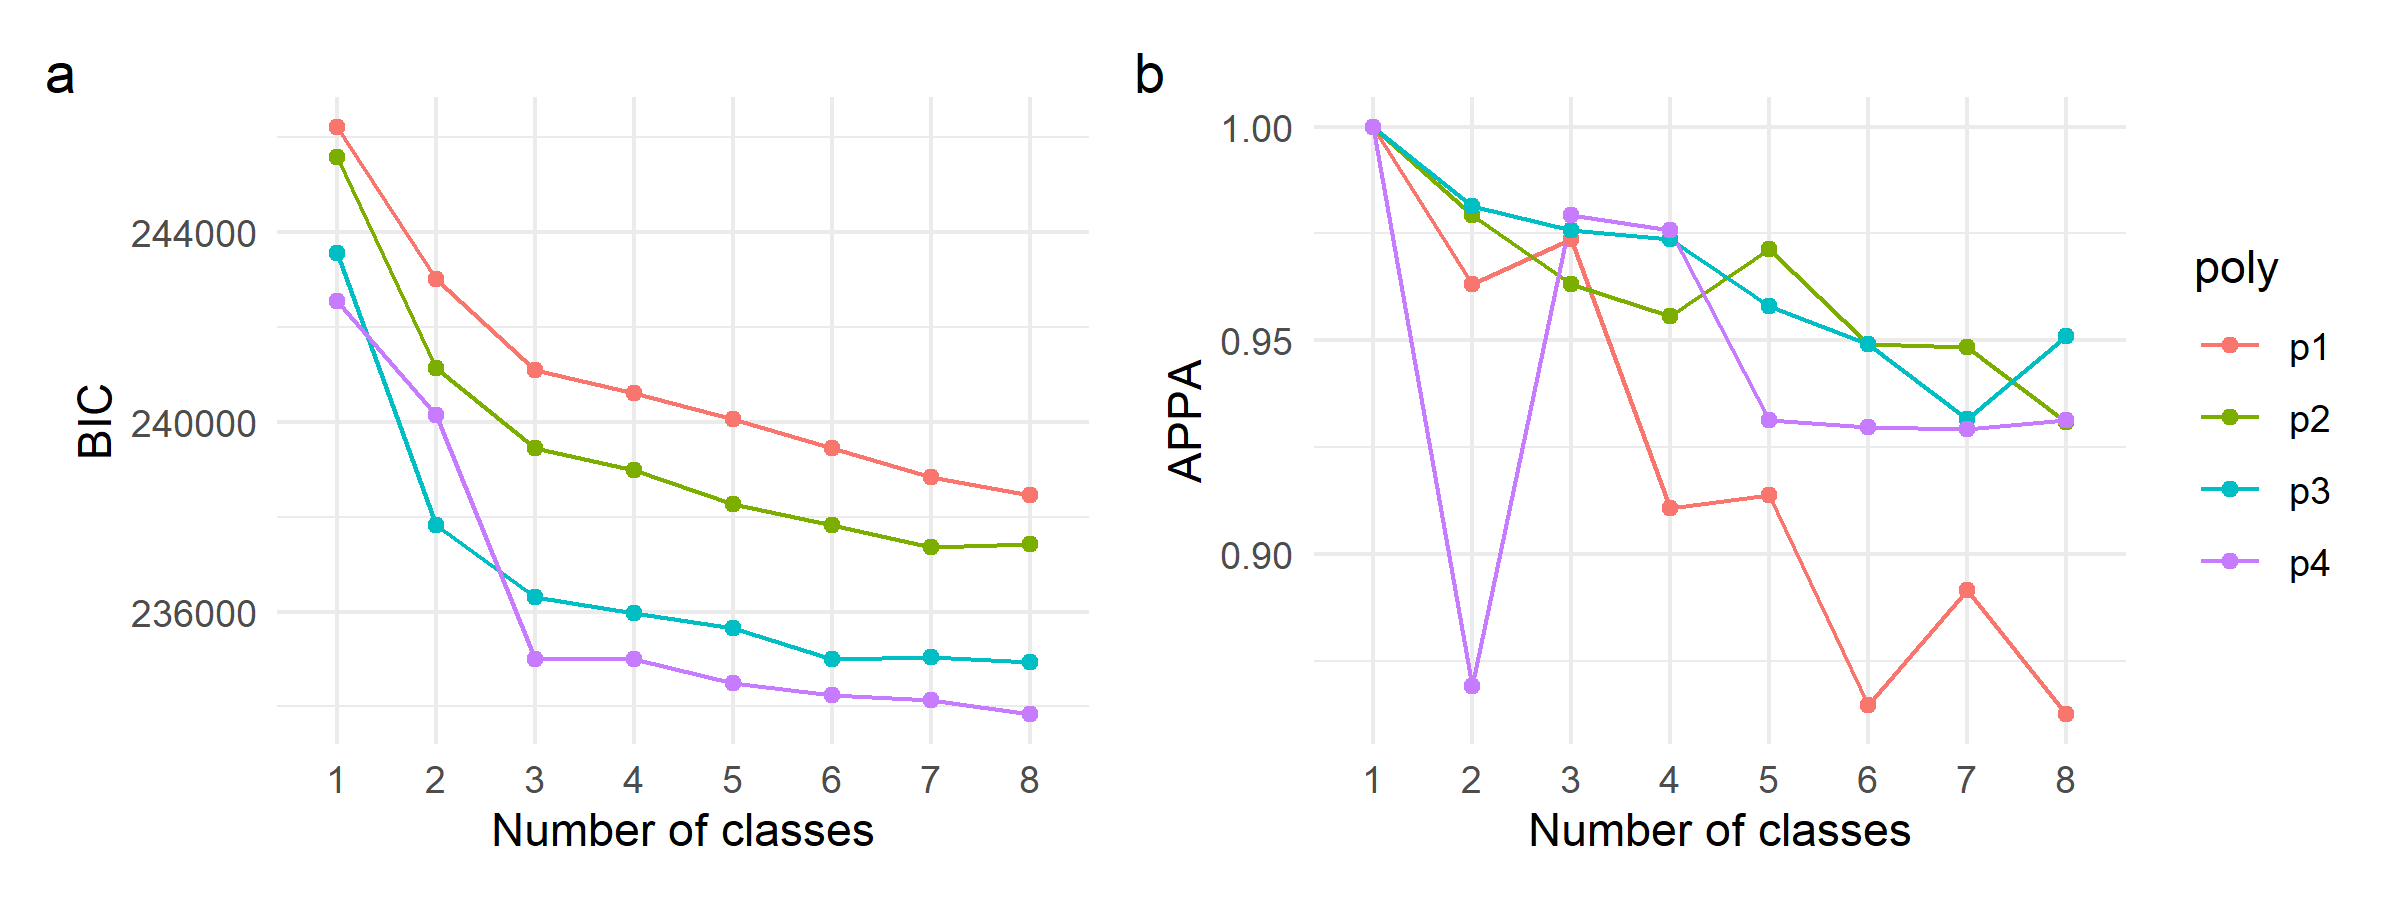 a
BIC
244000
240000
236000
1 2 3 4 5 6 7 8
Number of classes
b
APPA
1.00
0.95
0.90
1 2 3 4 5 6 7 8
Number of classes
poly
p1
p2
p3
p4